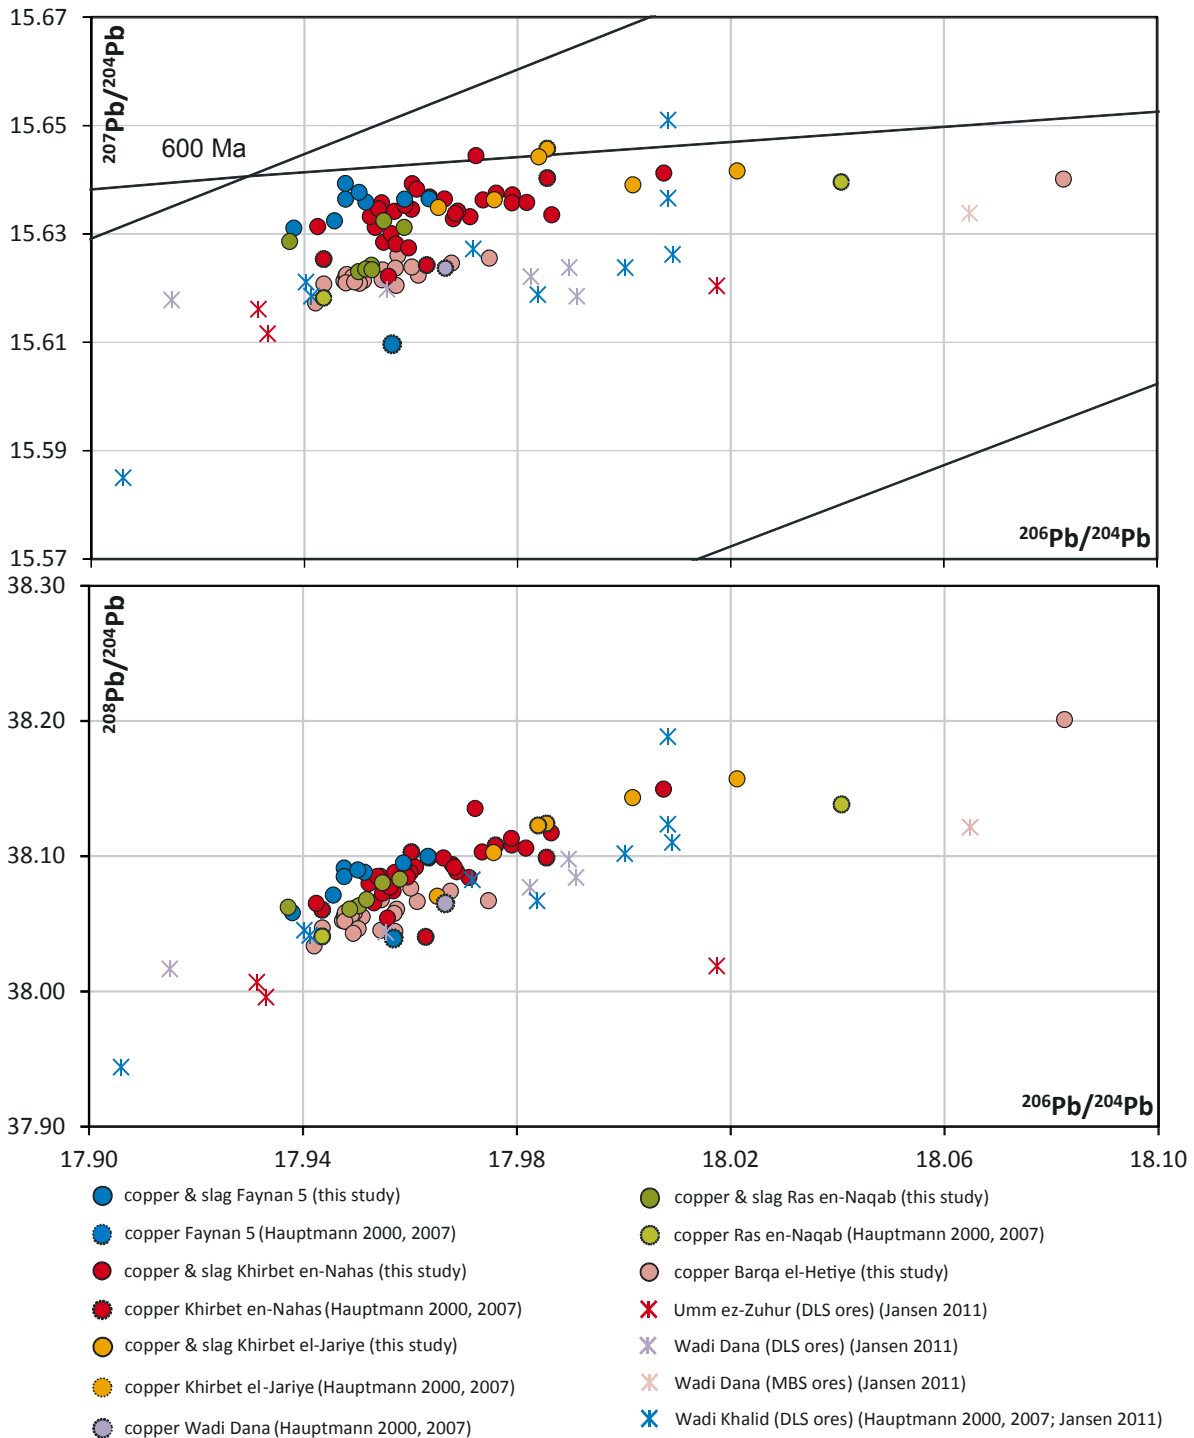 15.67
15.65
15.63
15.61
15.59
15.57
207Pb/204Pb
600 Ma
206Pb/204Pb
38.30
38.20
38.10
38.00
37.90
208Pb/204Pb
206Pb/204Pb
17.90 17.94 17.98 18.02 18.06 18.10
copper & slag Faynan 5 (this study)
copper Faynan 5 (Hauptmann 2000, 2007)
copper & slag Khirbet en-Nahas (this study)
copper Khirbet en-Nahas (Hauptmann 2000, 2007)
copper & slag Khirbet el-Jariye (this study)
copper Khirbet el-Jariye (Hauptmann 2000, 2007)
copper Wadi Dana (Hauptmann 2000, 2007)
copper & slag Ras en-Naqab (this study)
copper Ras en-Naqab (Hauptmann 2000, 2007)
copper Barqa el-Hetiye (this study)
Umm ez-Zuhur (DLS ores) (Jansen 2011)
Wadi Dana (DLS ores) (Jansen 2011)
Wadi Dana (MBS ores) (Jansen 2011)
Wadi Khalid (DLS ores) (Hauptmann 2000, 2007; Jansen 2011)